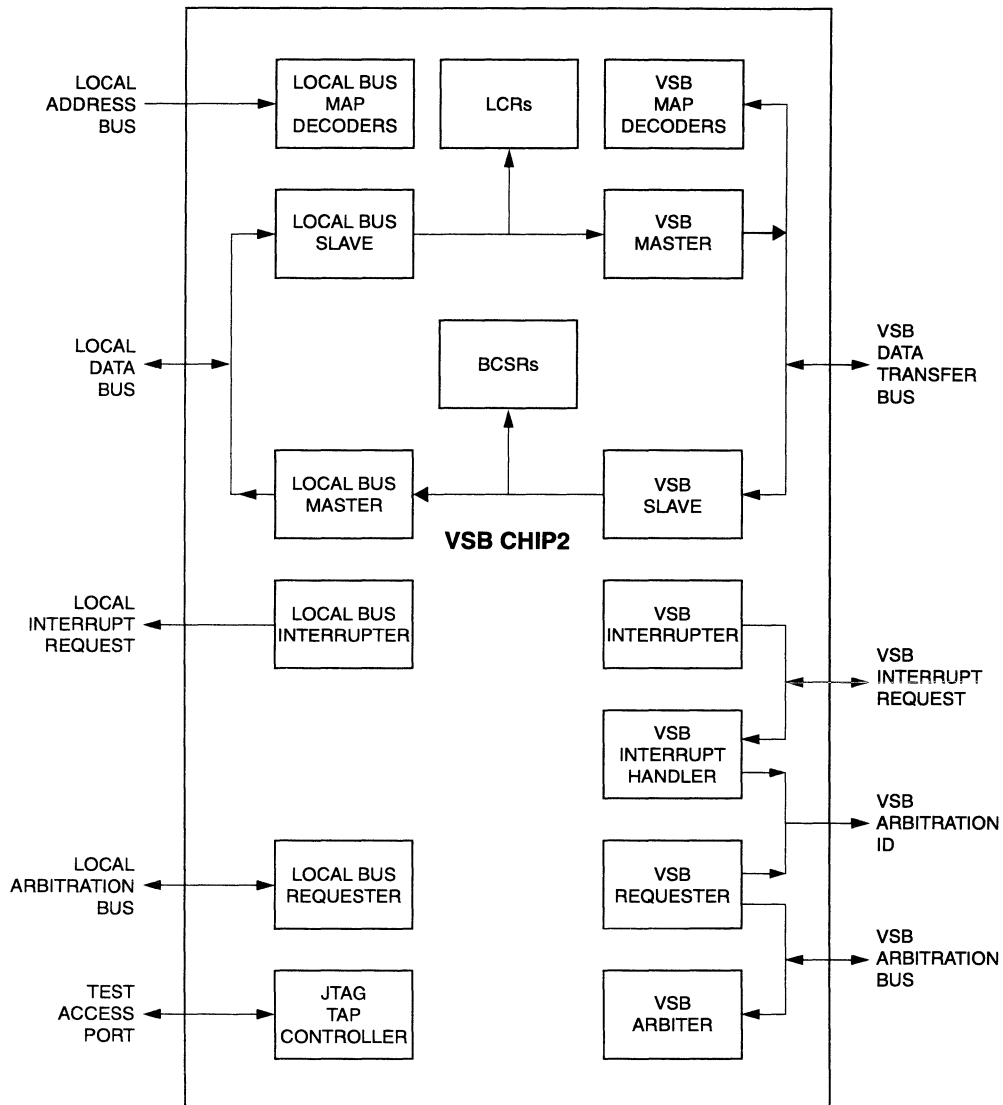 LOCAL
ADDRESS
BUS
LOCAL BUS
MAP
DECODERS
LCRs
VSB
MAP
DECODERS
LOCAL BUS
SLAVE
VSB
MASTER
LOCAL
DATA
BUS
BCSRs
VSB
DATA
TRANSFER
BUS
LOCAL BUS
MASTER
VSB
SLAVE
VSB CHIP2
LOCAL
INTERRUPT
REQUEST
LOCAL BUS
INTERRUPTER
VSB
INTERRUPTER
VSB
INTERRUPT
REQUEST
VSB
INTERRUPT
HANDLER
VSB
ARBITRATION
ID
LOCAL
ARBITRATION
BUS
LOCAL BUS
REQUESTER
VSB
REQUESTER
VSB
ARBITRATION
BUS
TEST
ACCESS
PORT
JTAG
TAP
CONTROLLER
VSB
ARBITER